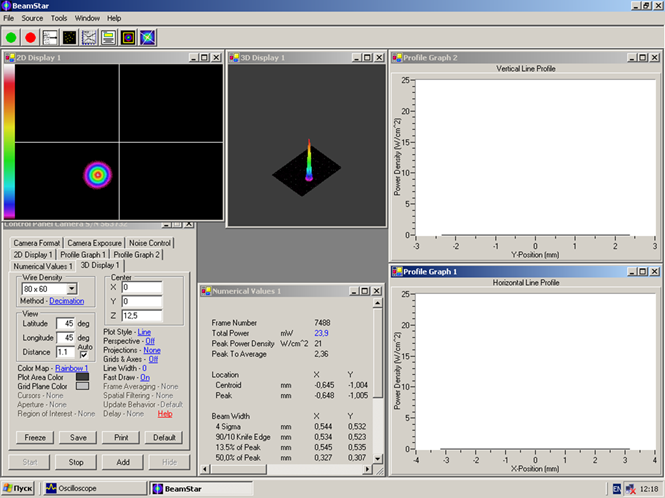 BeamStar
File Source Tools Window Help
2D Display 1
3D Display 1
Profile Graph 2
Vertical Line Profile
Power Density (W/cm^2)
25
20
15
10
5
0
-3 -2 -1 0 1 2 3
Y-Position (mm)
Control Panel Camera S/N
Camera Format Camera Exposure Noise Control
2D Display 1 Profile Graph 1 Profile Graph 2
Numerical Values 1 3D Display 1
Wire Density
80 x 60
Method - Decimation
View
Latitude 45 deg
Longitude 45 deg
Distance 1.1 Auto
Color Map - Rainbow 1
Plot Area Color
Grid Plane Color
Cursors - None
Aperture - None
Region of Interest - None
Center
X 0
Y 0
Z 12,5
Plot Style - Line
Perspective - Off
Projections - None
Grids & Axes - Off
Line Width - 0
Fast Draw - On
Frame Averaging - None
Spatial Filtering - None
Update Behavior - Default
Delay - None Help
Freeze Save Print Default
Start Stop Add Hide
Numerical Values 1
Frame Number 7488
Total Power mW 23,9
Peak Power Density W/cm^2 21
Peak To Average 2,36
Location X Y
Centroid mm -0,645 -1,004
Peak mm -0,648 -1,005
Beam Width X Y
4 Sigma mm 0,544 0,532
90/10 Knife Edge mm 0,534 0,523
13.5% of Peak mm 0,545 0,535
50,0% of Peak mm 0,327 0,307
Profile Graph 1
Horizontal Line Profile
Power Density (W/cm^2)
25
20
15
10
5
0
-4 -3 -2 -1 0 1 2 3 4
X-Position (mm)
Пуск Oscilloscope BeamStar EN 12:18